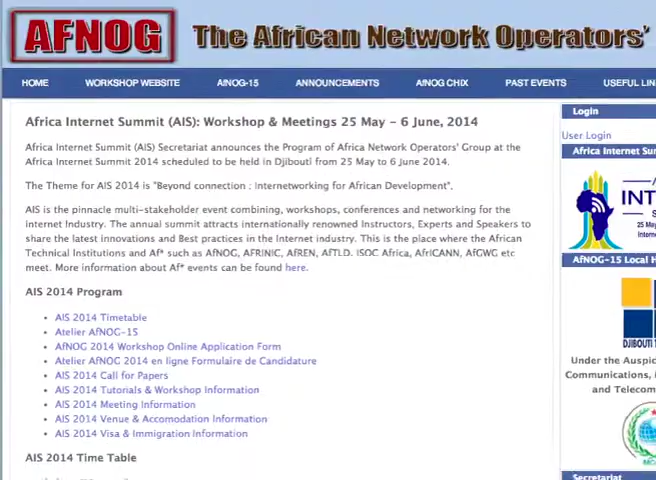 AFNOG The African Network Operators'
HOME WORKSHOP WEBSITE AfNOG-15 ANNOUNCEMENTS AfNOG CHIX PAST EVENTS USEFUL LIN
Africa Internet Summit (AIS): Workshop & Meetings 25 May - 6 June, 2014
Africa Internet Summit (AIS) Secretariat announces the Program of Africa Network Operators' Group at the
Africa Internet Summit 2014 scheduled to be held in Djibouti from 25 May to 6 June 2014.
The Theme for AIS 2014 is "Beyond connection : Internetworking for African Development".
AIS is the pinnacle multi-stakeholder event combining, workshops, conferences and networking for the
Internet Industry. The annual summit attracts internationally renowned Instructors, Experts and Speakers to
share the latest innovations and Best practices in the Internet industry. This is the place where the African
Technical Institutions and Af* such as AfNOG, AFRINIC, AfREN, AfTLD, ISOC Africa, AfrICANN, AfGWG etc
meet. More information about Af* events can be found here.
AIS 2014 Program
AIS 2014 Timetable
Atelier AfNOG-15
AfNOG 2014 Workshop Online Application Form
Atelier AfNOG 2014 en ligne Formulaire de Candidature
AIS 2014 Call for Papers
AIS 2014 Tutorials & Workshop Information
AIS 2014 Meeting Information
AIS 2014 Venue & Accomodation Information
AIS 2014 Visa & Immigration Information
AIS 2014 Time Table
Login
User Login
Africa Internet Sum
INT
25 May
Interne
AfNOG-15 Local H
DJIBOUTI T
Under the Auspic
Communications, i
and Telecom
Secretariat